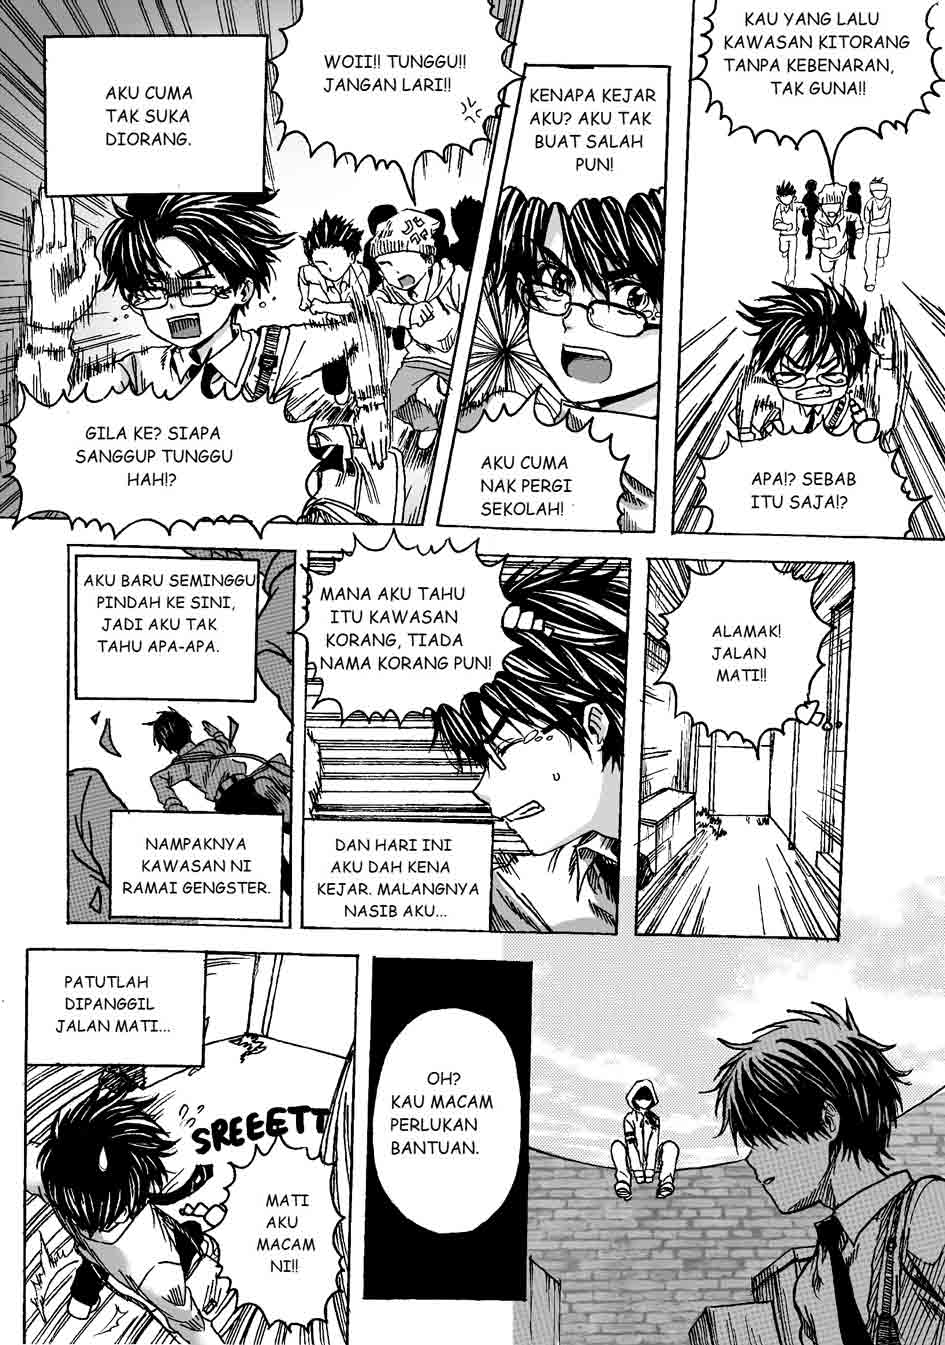 AKU CUMA
TAK SUKA
DIORANG.
WOII!! TUNGGU!!
JANGAN LARI!!
GILA KE? SIAPA
SANGGUP TUNGGU
HAH!?
KENAPA KEJAR
AKU? AKU TAK
BUAT SALAH
PUN!
AKU CUMA
NAK PERGI
SEKOLAH!
KAU YANG LALU
KAWASAN KITORANG
TANPA KEBENARAN,
TAK GUNA!!
APA!? SEBAB
ITU SAJA!?
AKU BARU SEMINGGU
PINDAH KE SINI,
JADI AKU TAK
TAHU APA-APA.
NAMPAKNYA
KAWASAN NI
RAMAI GENGSTER.
MANA AKU TAHU
ITU KAWASAN
KORANG, TIADA
NAMA KORANG PUN!
DAN HARI INI
AKU DAH KENA
KEJAR. MALANGNYA
NASIB AKU...
ALAMAK!
JALAN
MATI!!
PATUTLAH
DIPANGGIL
JALAN MATI...
SREEETT
MATI
AKU
MACAM
NI!!
OH?
KAU MACAM
PERLUKAN
BANTUAN.